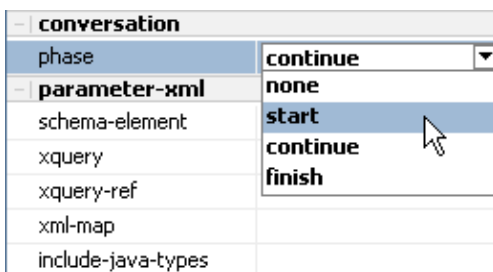 conversation
phase continue
parameter-xml none
schema-element start
xquery continue
xquery-ref finish
xml-map
include-java-types